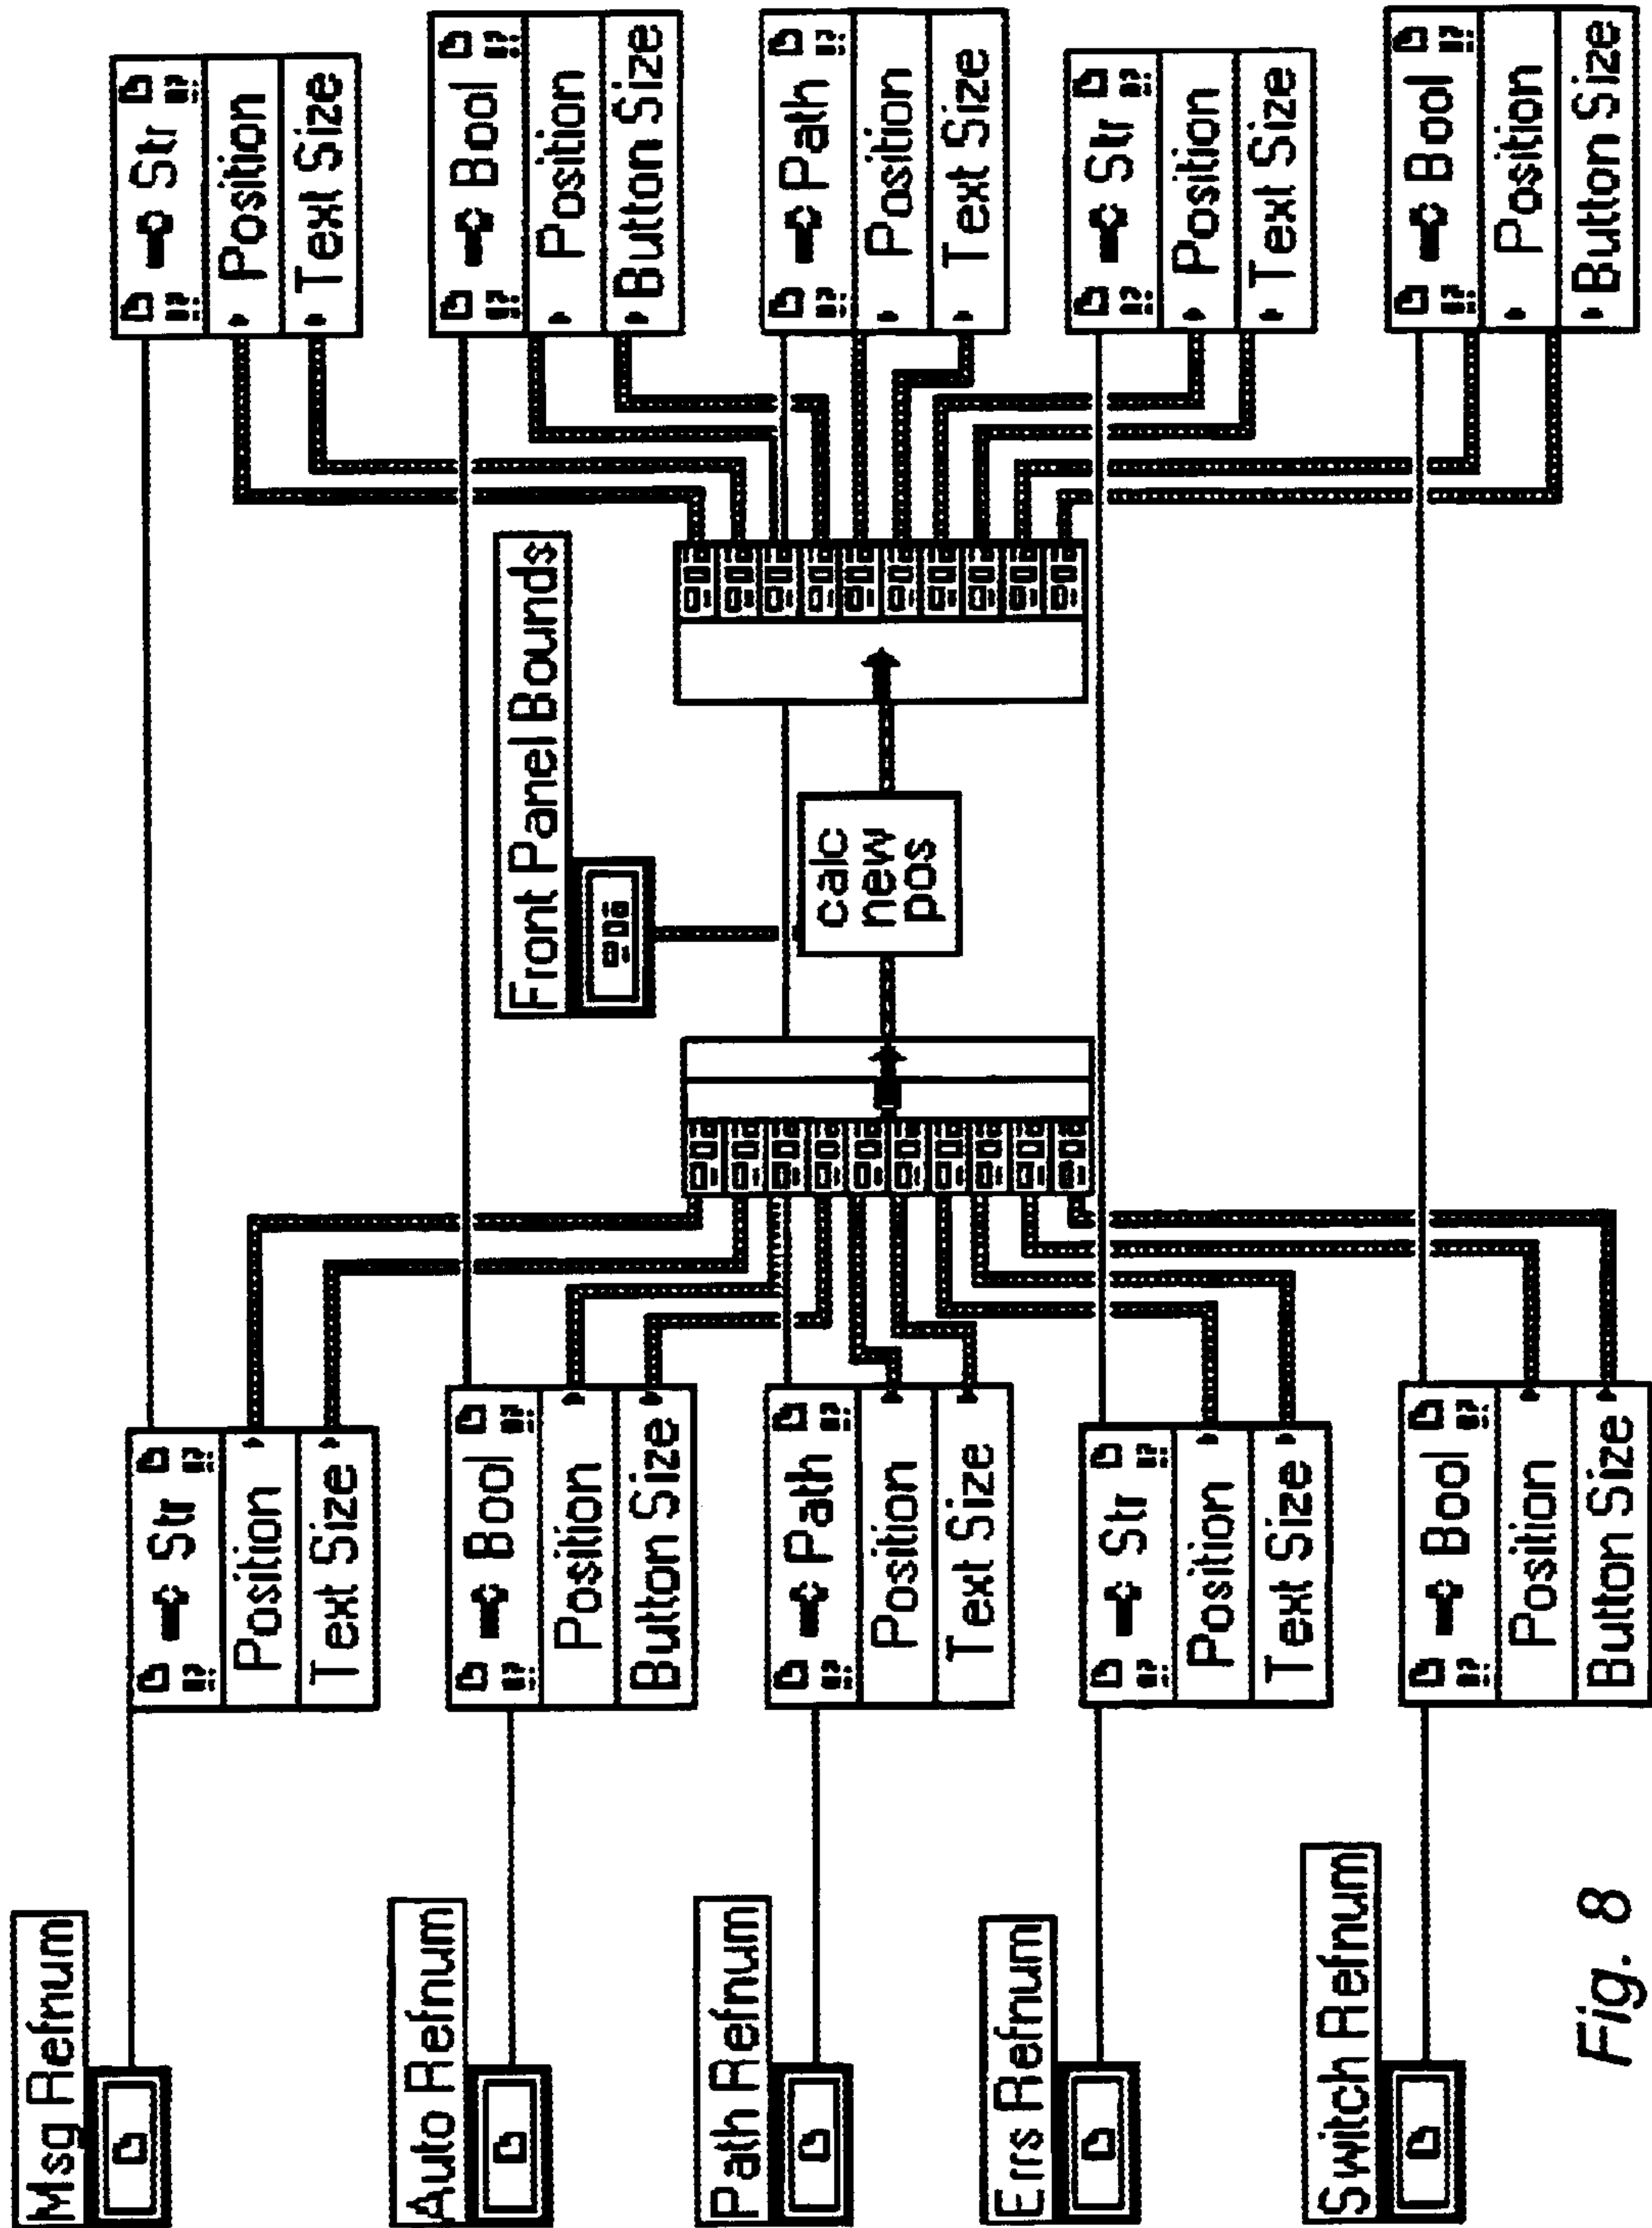 Msg Refnum
Str
Position
Text Size
Str
Position
Text Size
Auto Refnum
Bool
Position
Button Size
Bool
Position
Button Size
Front Panel Bounds
Path Refnum
Path
Position
Text Size
calc
new
pos
Path
Position
Text Size
Errs Refnum
Str
Position
Text Size
Str
Position
Text Size
Switch Refnum
Bool
Position
Button Size
Bool
Position
Button Size
Fig. 8